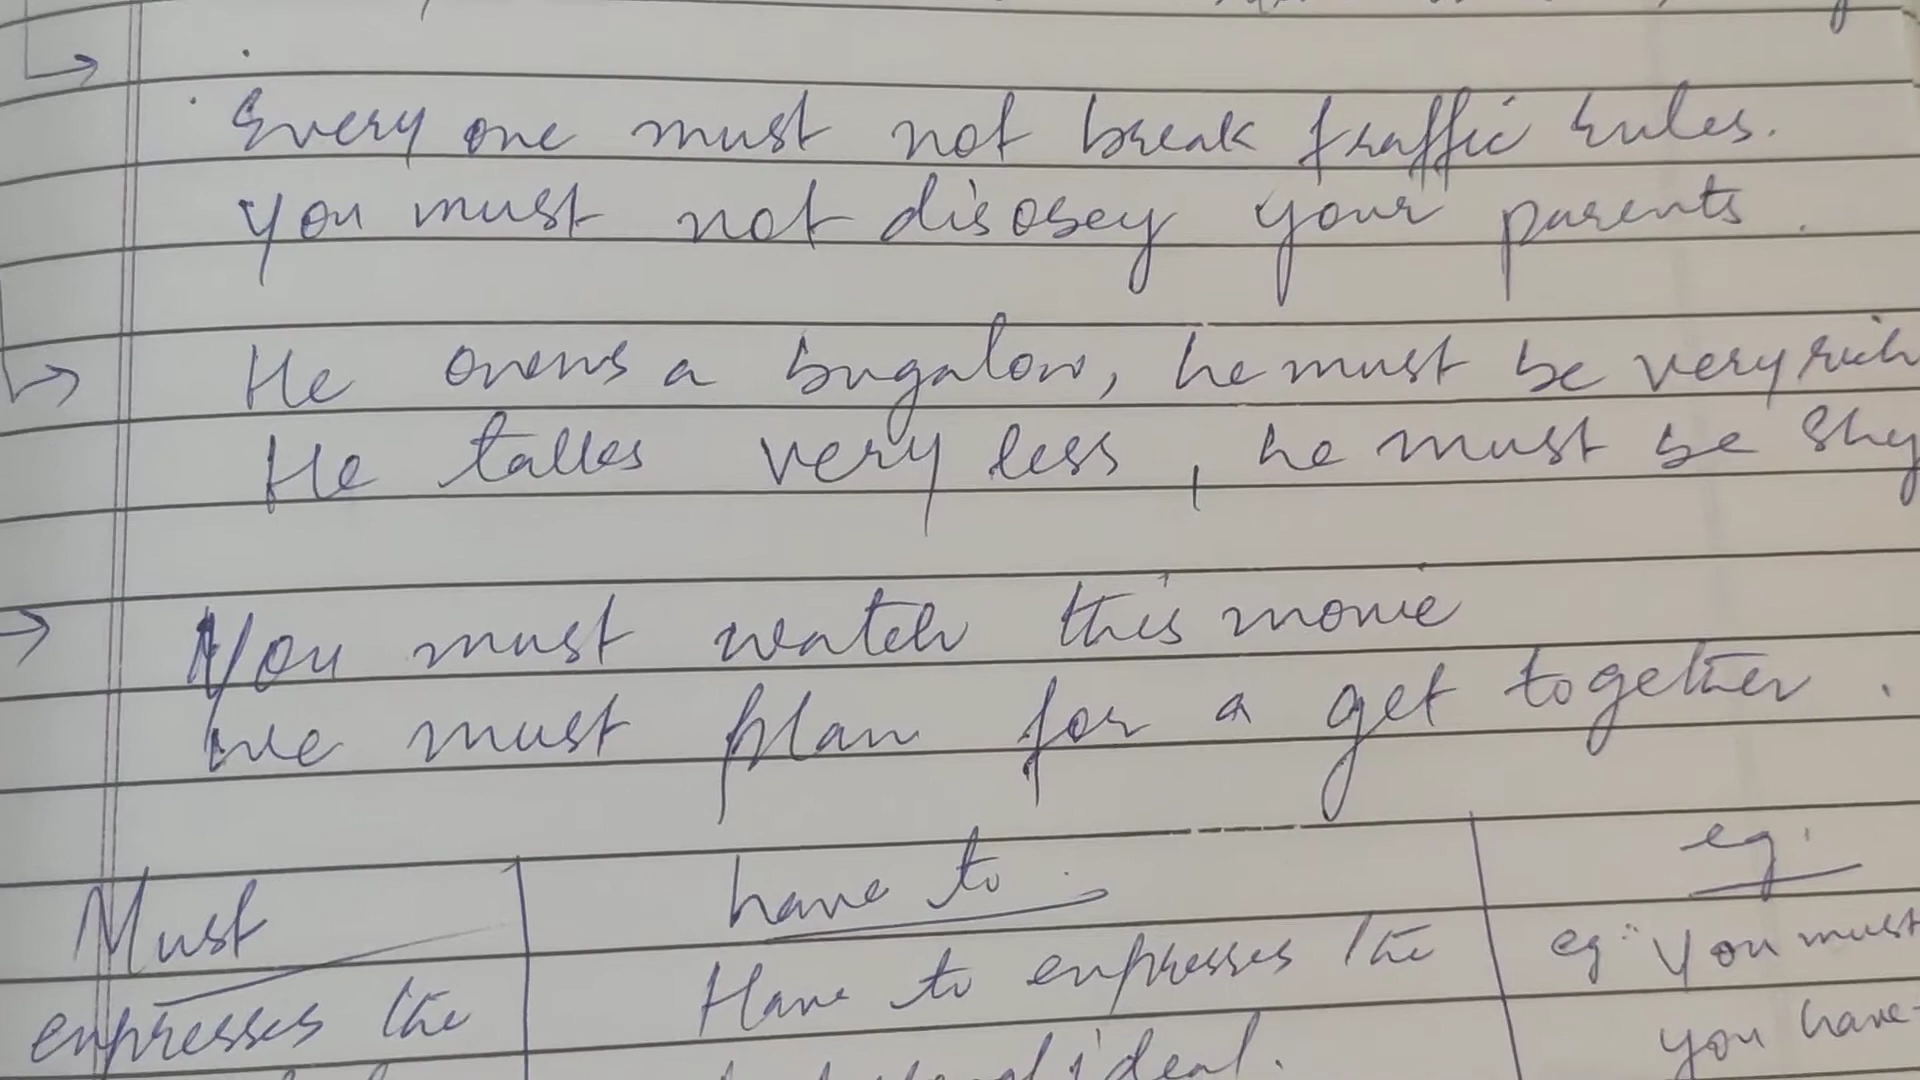 Every one must not break traffic rules.
You must not disobey your parents.
He owns a bugalow, he must be very rich
He talks very less, he must be shy
You must watch this movie
We must plan for a get together.
Must have to eg.
expresses the Have to expresses the eg "You must
ideal. you have